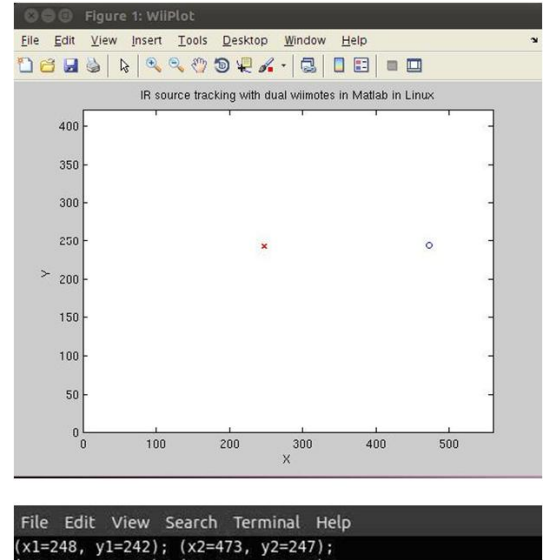 Figure 1: WiiPlot
File Edit View Insert Tools Desktop Window Help
IR source tracking with dual wiimotes in Matlab in Linux
400
350
300
250
200
150
100
50
0
Y
0 100 200 300 400 500
X
File Edit View Search Terminal Help
(x1=248, y1=242); (x2=473, y2=247);